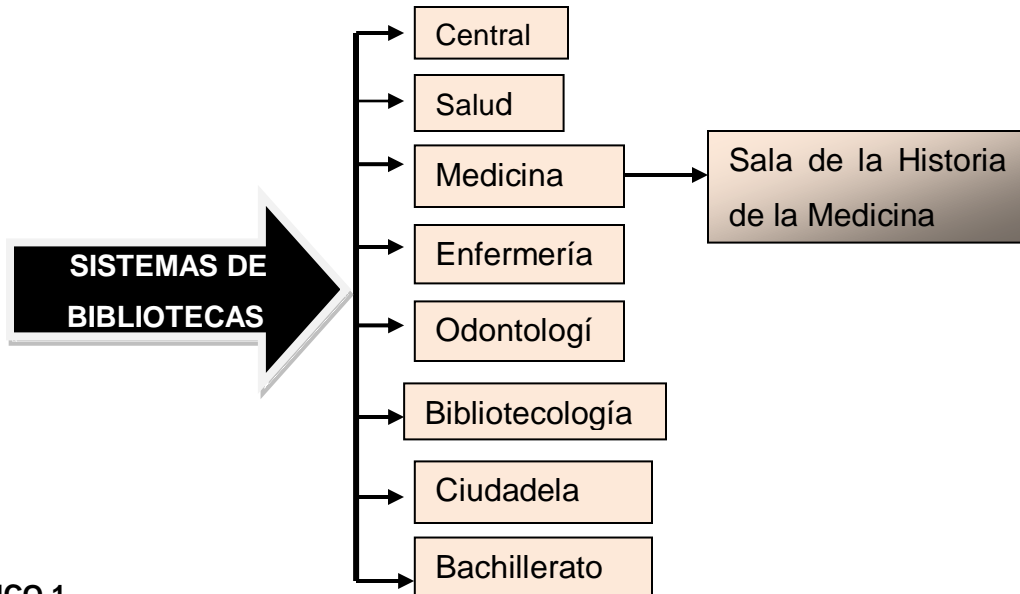 Central
Salud
Medicina
Sala de la Historia
de la Medicina
SISTEMAS DE
BIBLIOTECAS
Enfermería
Odontologí
Bibliotecología
Ciudadela
Bachillerato